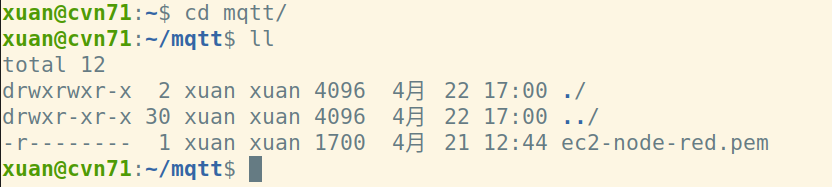 xuan@cvn71:~$ cd mqtt/
xuan@cvn71:~/mqtt$ ll
total 12
drwxrwxr-x  2 xuan xuan 4096  4月  22 17:00 ./
drwxr-xr-x 30 xuan xuan 4096  4月  22 17:00 ../
-r--------  1 xuan xuan 1700  4月  21 12:44 ec2-node-red.pem
xuan@cvn71:~/mqtt$